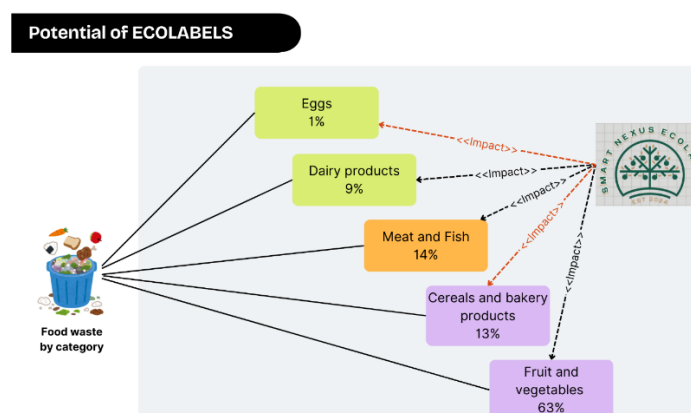 Potential of ECOLABELS
Eggs
1%
<<Impact>>
Dairy products
9%
<<Impact>>
<<Impact>>
Meat and Fish
14%
<<Impact>>
<<Impact>>
Cereals and bakery
products
13%
Fruit and
vegetables
63%
Food waste
by category
SMART NEXUS ECOLA
EST 2024